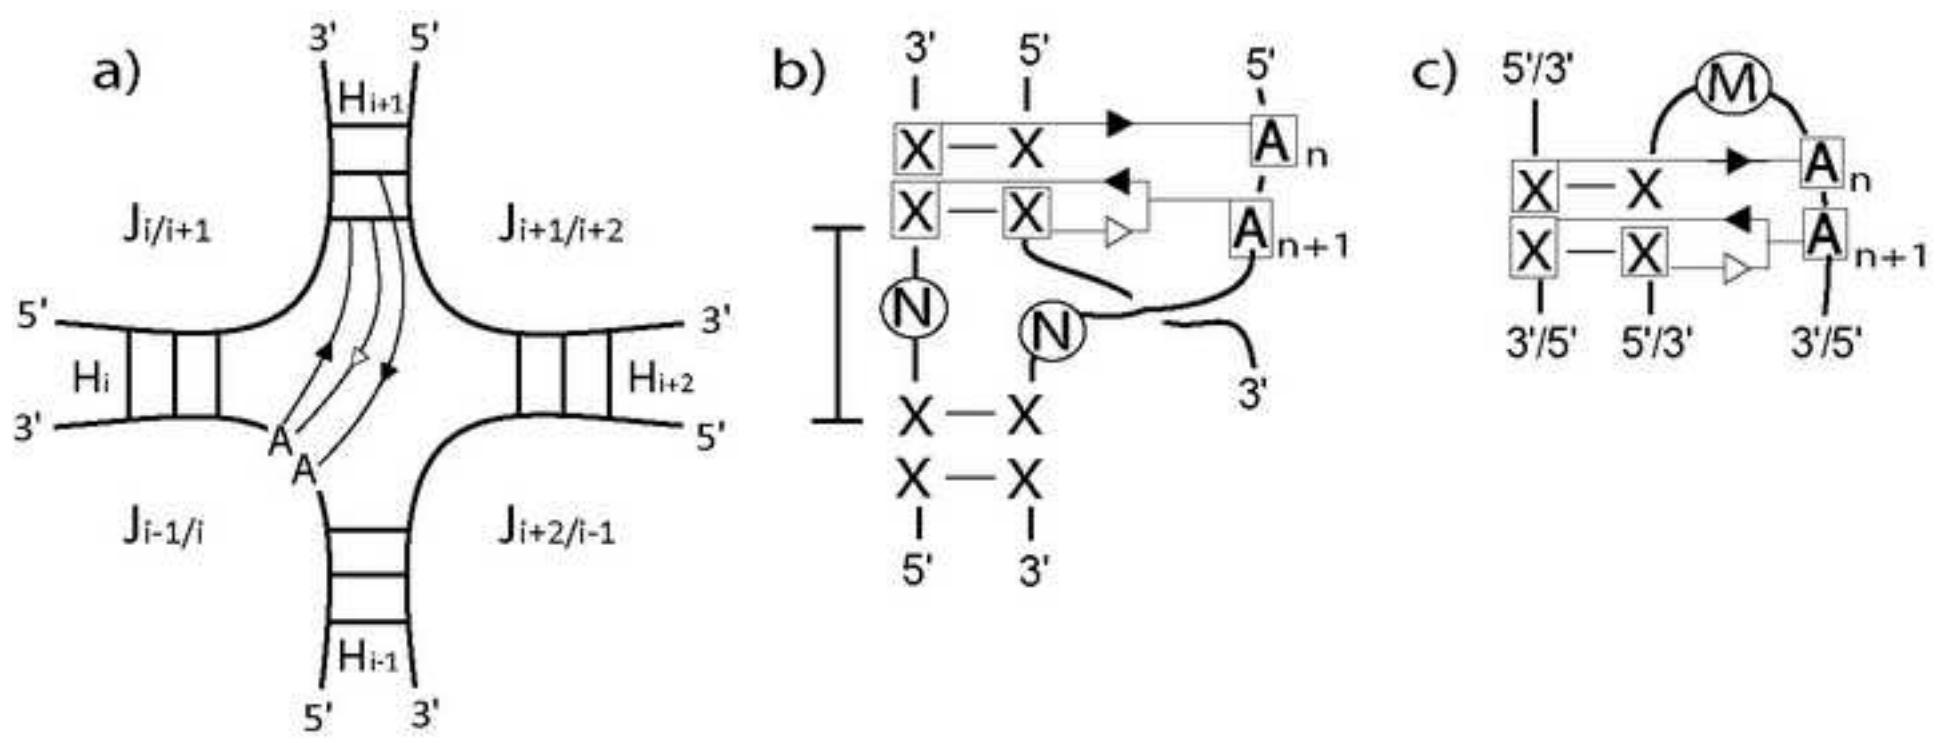 a)
3' 5'
Hi+1
Ji/i+1
Ji+1/i+2
5'
3'
Hi
Hi+2
3'
5'
A
A
Ji-1/i
Ji+2/i-1
Hi-1
5' 3'
b)
3' 5' 5'
X X A n
X X A n+1
N N
3'
X X
X X
5' 3'
c)
5'/3' M
X X A n
X X A n+1
3'/5' 5'/3' 3'/5'